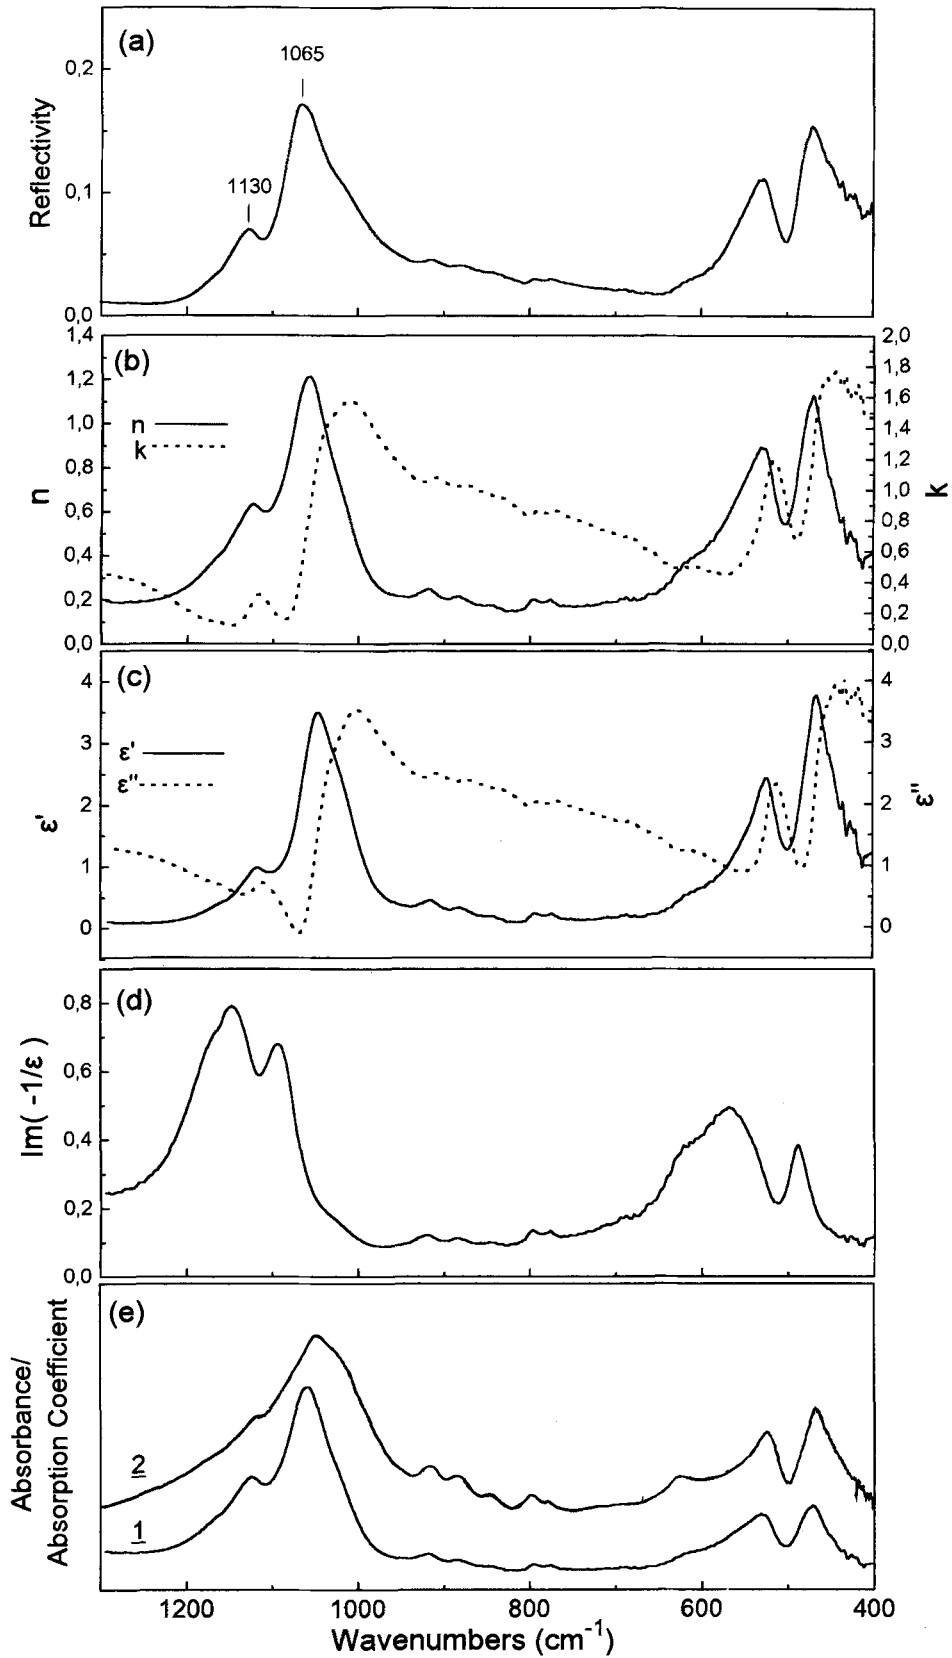 (a)
1065
1130
0,2
0,1
0,0
Reflectivity
(b)
1,4
1,2
1,0
0,8
0,6
0,4
0,2
0,0
n
n
k
2,0
1,8
1,6
1,4
1,2
1,0
0,8
0,6
0,4
0,2
0,0
k
(c)
4
3
2
1
0
ε'
ε'
ε"
4
3
2
1
0
ε"
(d)
0,8
0,6
0,4
0,2
0,0
Im( -1/ε )
(e)
Absorbance/
Absorption Coefficient
2
1
1200 1000 800 600 400
Wavenumbers (cm⁻¹)